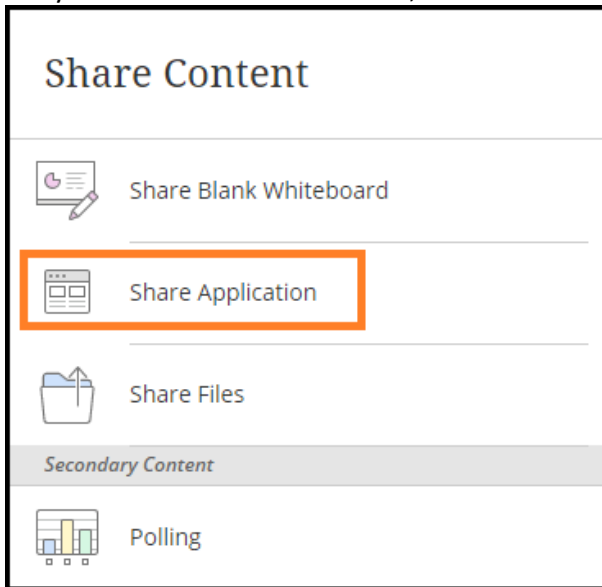 Share Content
Share Blank Whiteboard
Share Application
Share Files
Secondary Content
Polling